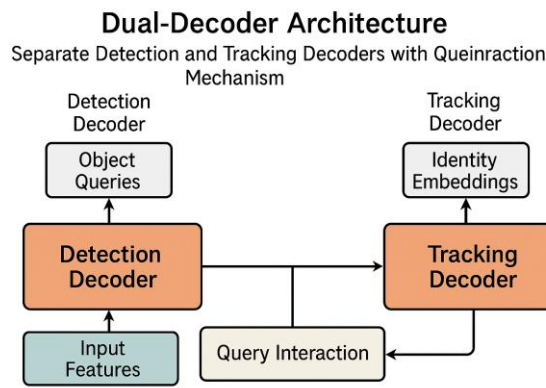 Dual-Decoder Architecture
Separate Detection and Tracking Decoders with Queinraction
Mechanism
Detection
Decoder
Tracking
Decoder
Object
Queries
Identity
Embeddings
Detection
Decoder
Tracking
Decoder
Input
Features
Query Interaction